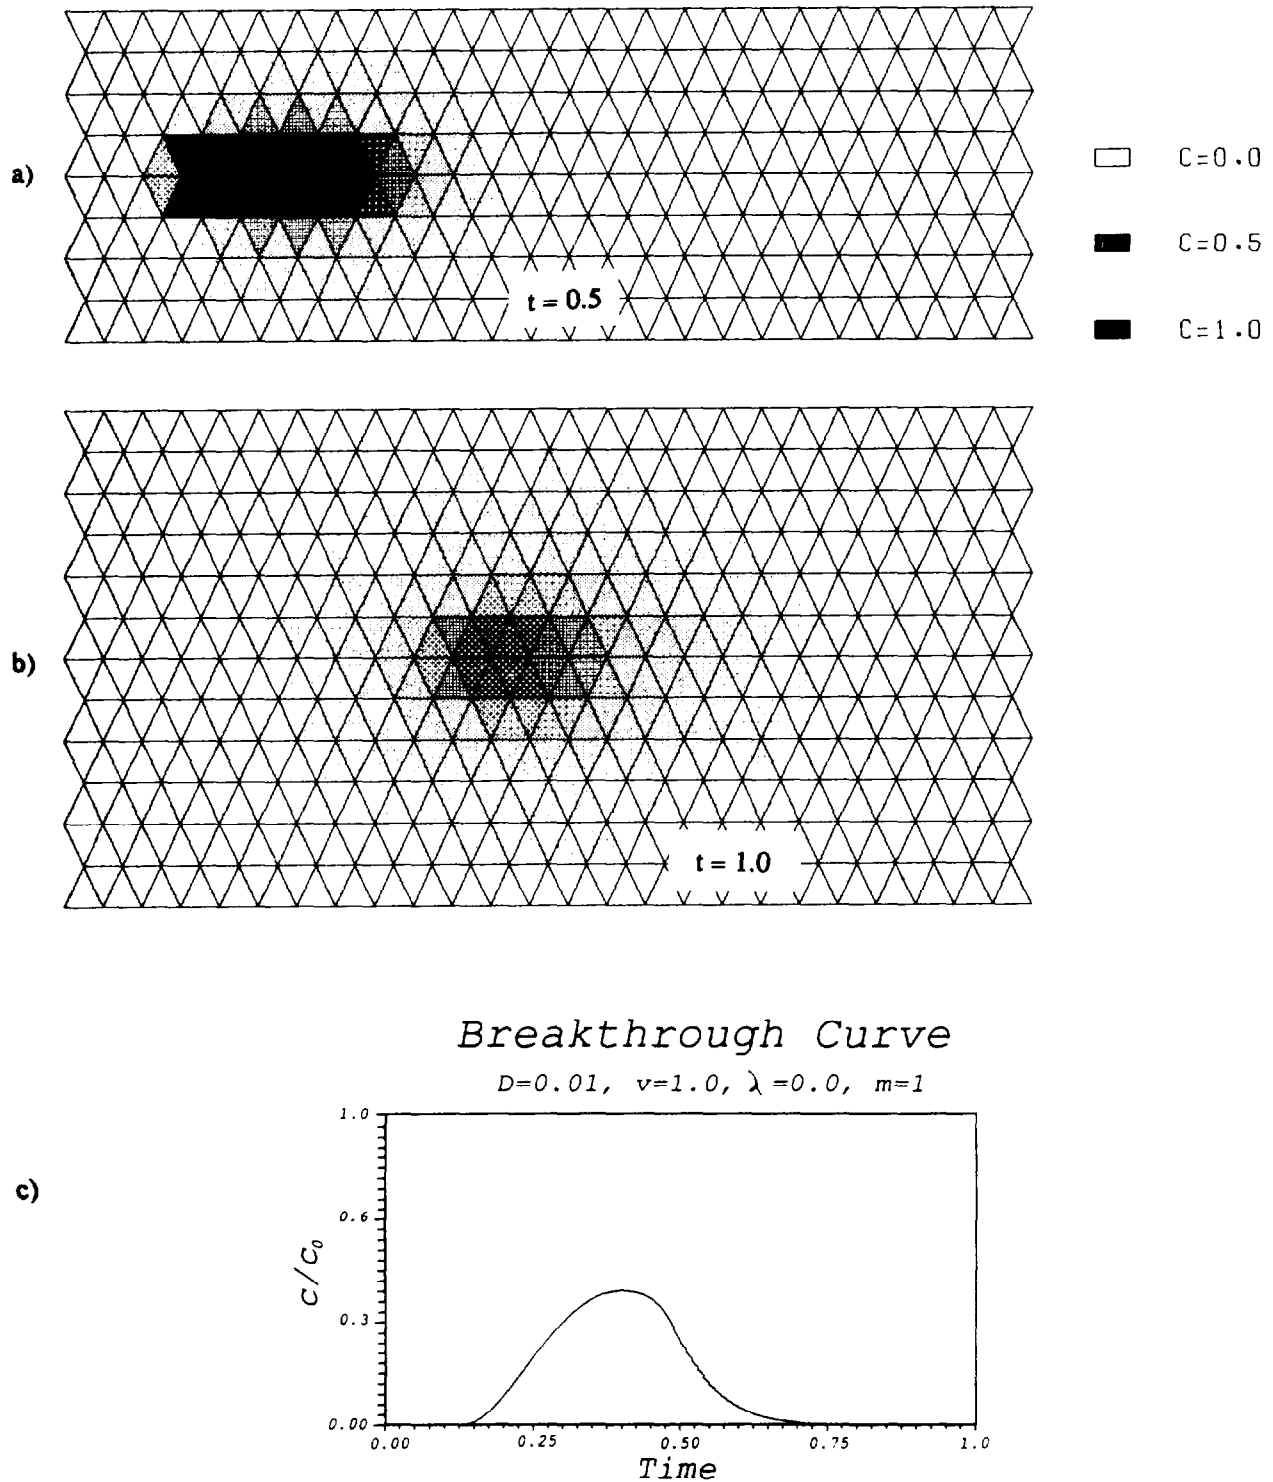 a)
C=0.0
C=0.5
C=1.0
t = 0.5
b)
t = 1.0
Breakthrough Curve
D=0.01, v=1.0, λ=0.0, m=1
c)
C/C₀
1.0
0.6
0.3
0.00
0.00
0.25
0.50
0.75
1.0
Time